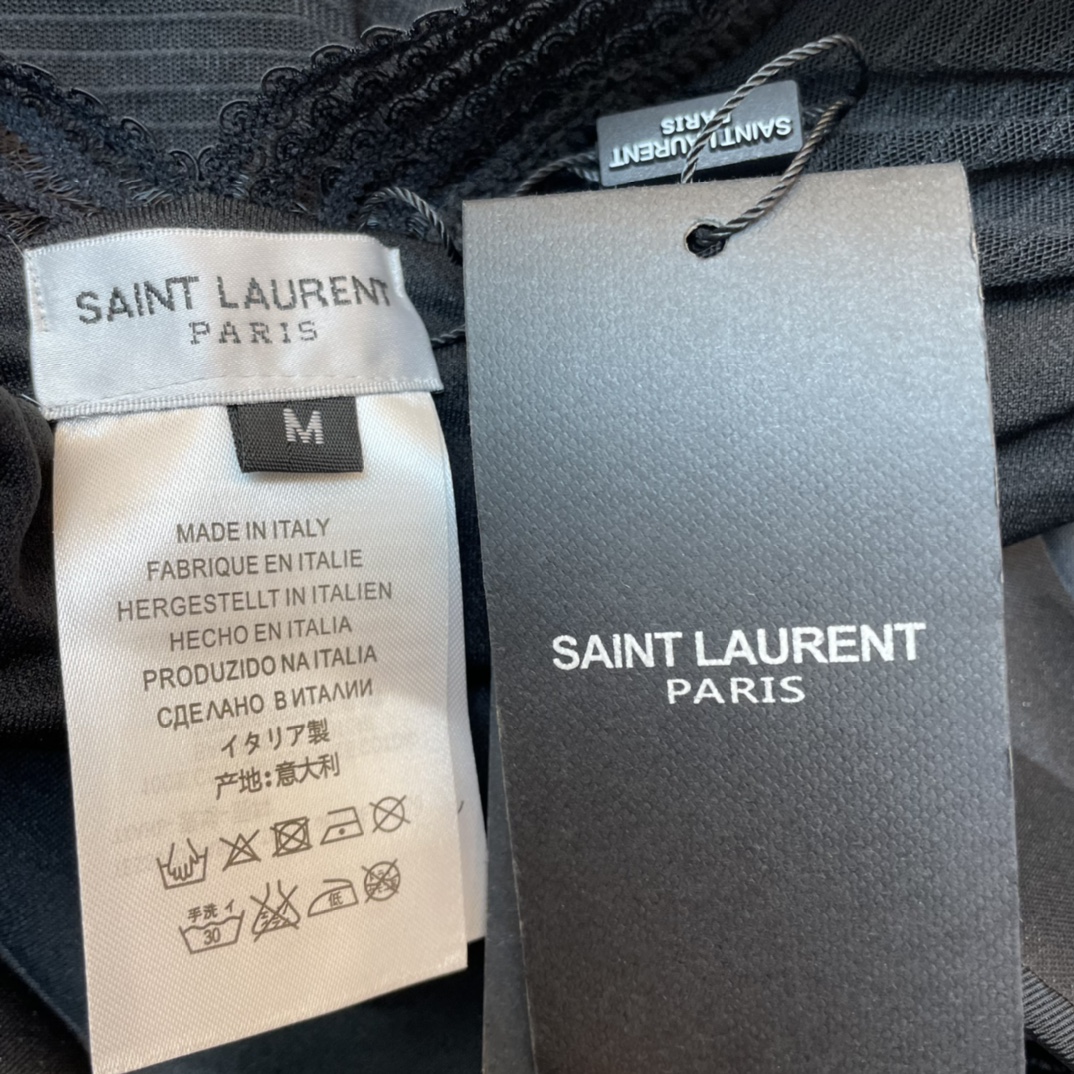 SAINT LAURENT
PARIS
M
MADE IN ITALY
FABRIQUE EN ITALIE
HERGESTELLT IN ITALIEN
HECHO EN ITALIA
PRODUZIDO NA ITALIA
СДЕЛАНО В ИТАЛИИ
イタリア製
产地:意大利
手洗 イ
30
低
SAINT LAURENT
PARIS
SAINT LAURENT
PARIS